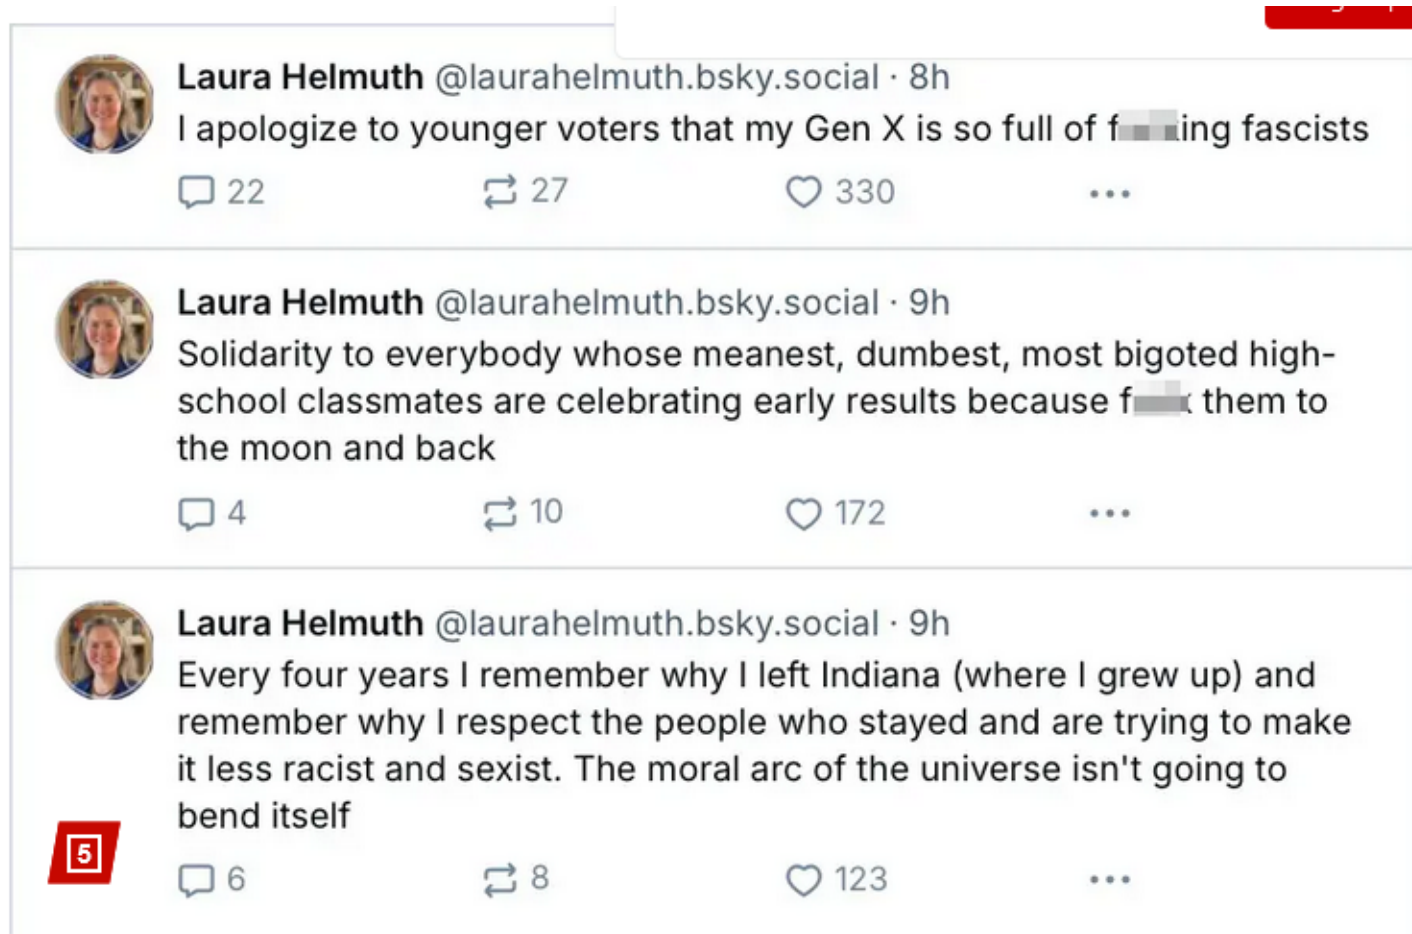 Laura Helmuth @laurahelmuth.bsky.social · 8h
I apologize to younger voters that my Gen X is so full of f ing fascists
22 27 330
Laura Helmuth @laurahelmuth.bsky.social · 9h
Solidarity to everybody whose meanest, dumbest, most bigoted high-
school classmates are celebrating early results because f k them to
the moon and back
4 10 172
Laura Helmuth @laurahelmuth.bsky.social · 9h
Every four years I remember why I left Indiana (where I grew up) and
remember why I respect the people who stayed and are trying to make
it less racist and sexist. The moral arc of the universe isn't going to
bend itself
5
6 8 123